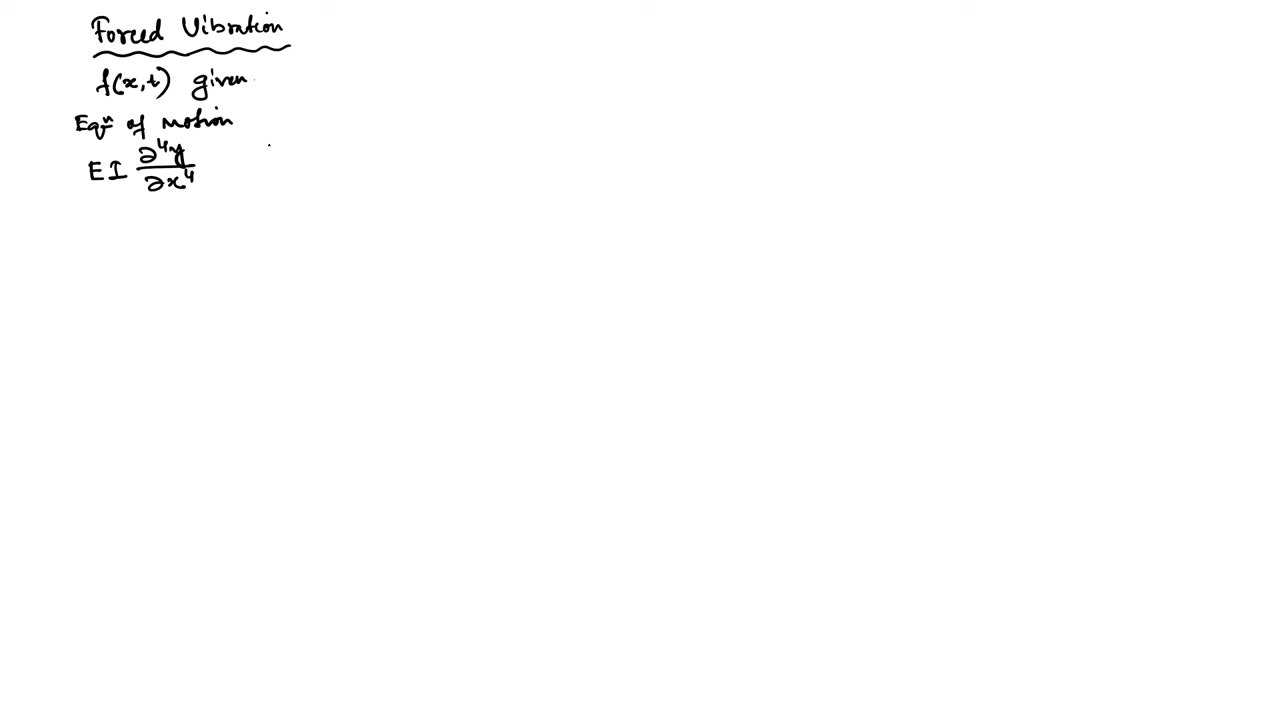 Forced Vibration
f(x,t) given
Eqⁿ of motion
EI ∂⁴y/∂x⁴